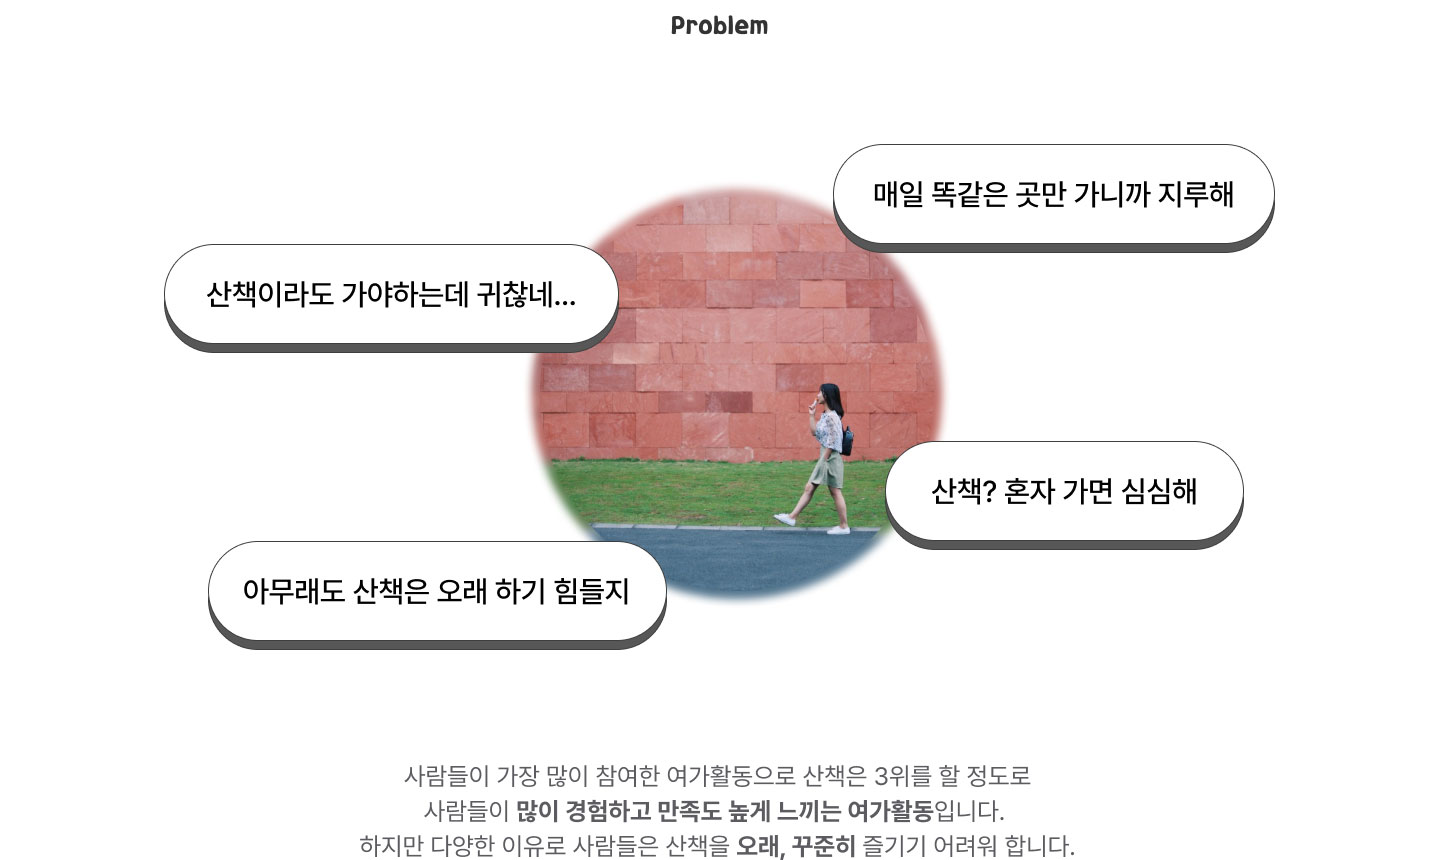 Problem
매일 똑같은 곳만 가니까 지루해
산책이라도 가야하는데 귀찮네...
산책? 혼자 가면 심심해
아무래도 산책은 오래 하기 힘들지
사람들이 가장 많이 참여한 여가활동으로 산책은 3위를 할 정도로
사람들이 많이 경험하고 만족도 높게 느끼는 여가활동입니다.
하지만 다양한 이유로 사람들은 산책을 오래, 꾸준히 즐기기 어려워 합니다.